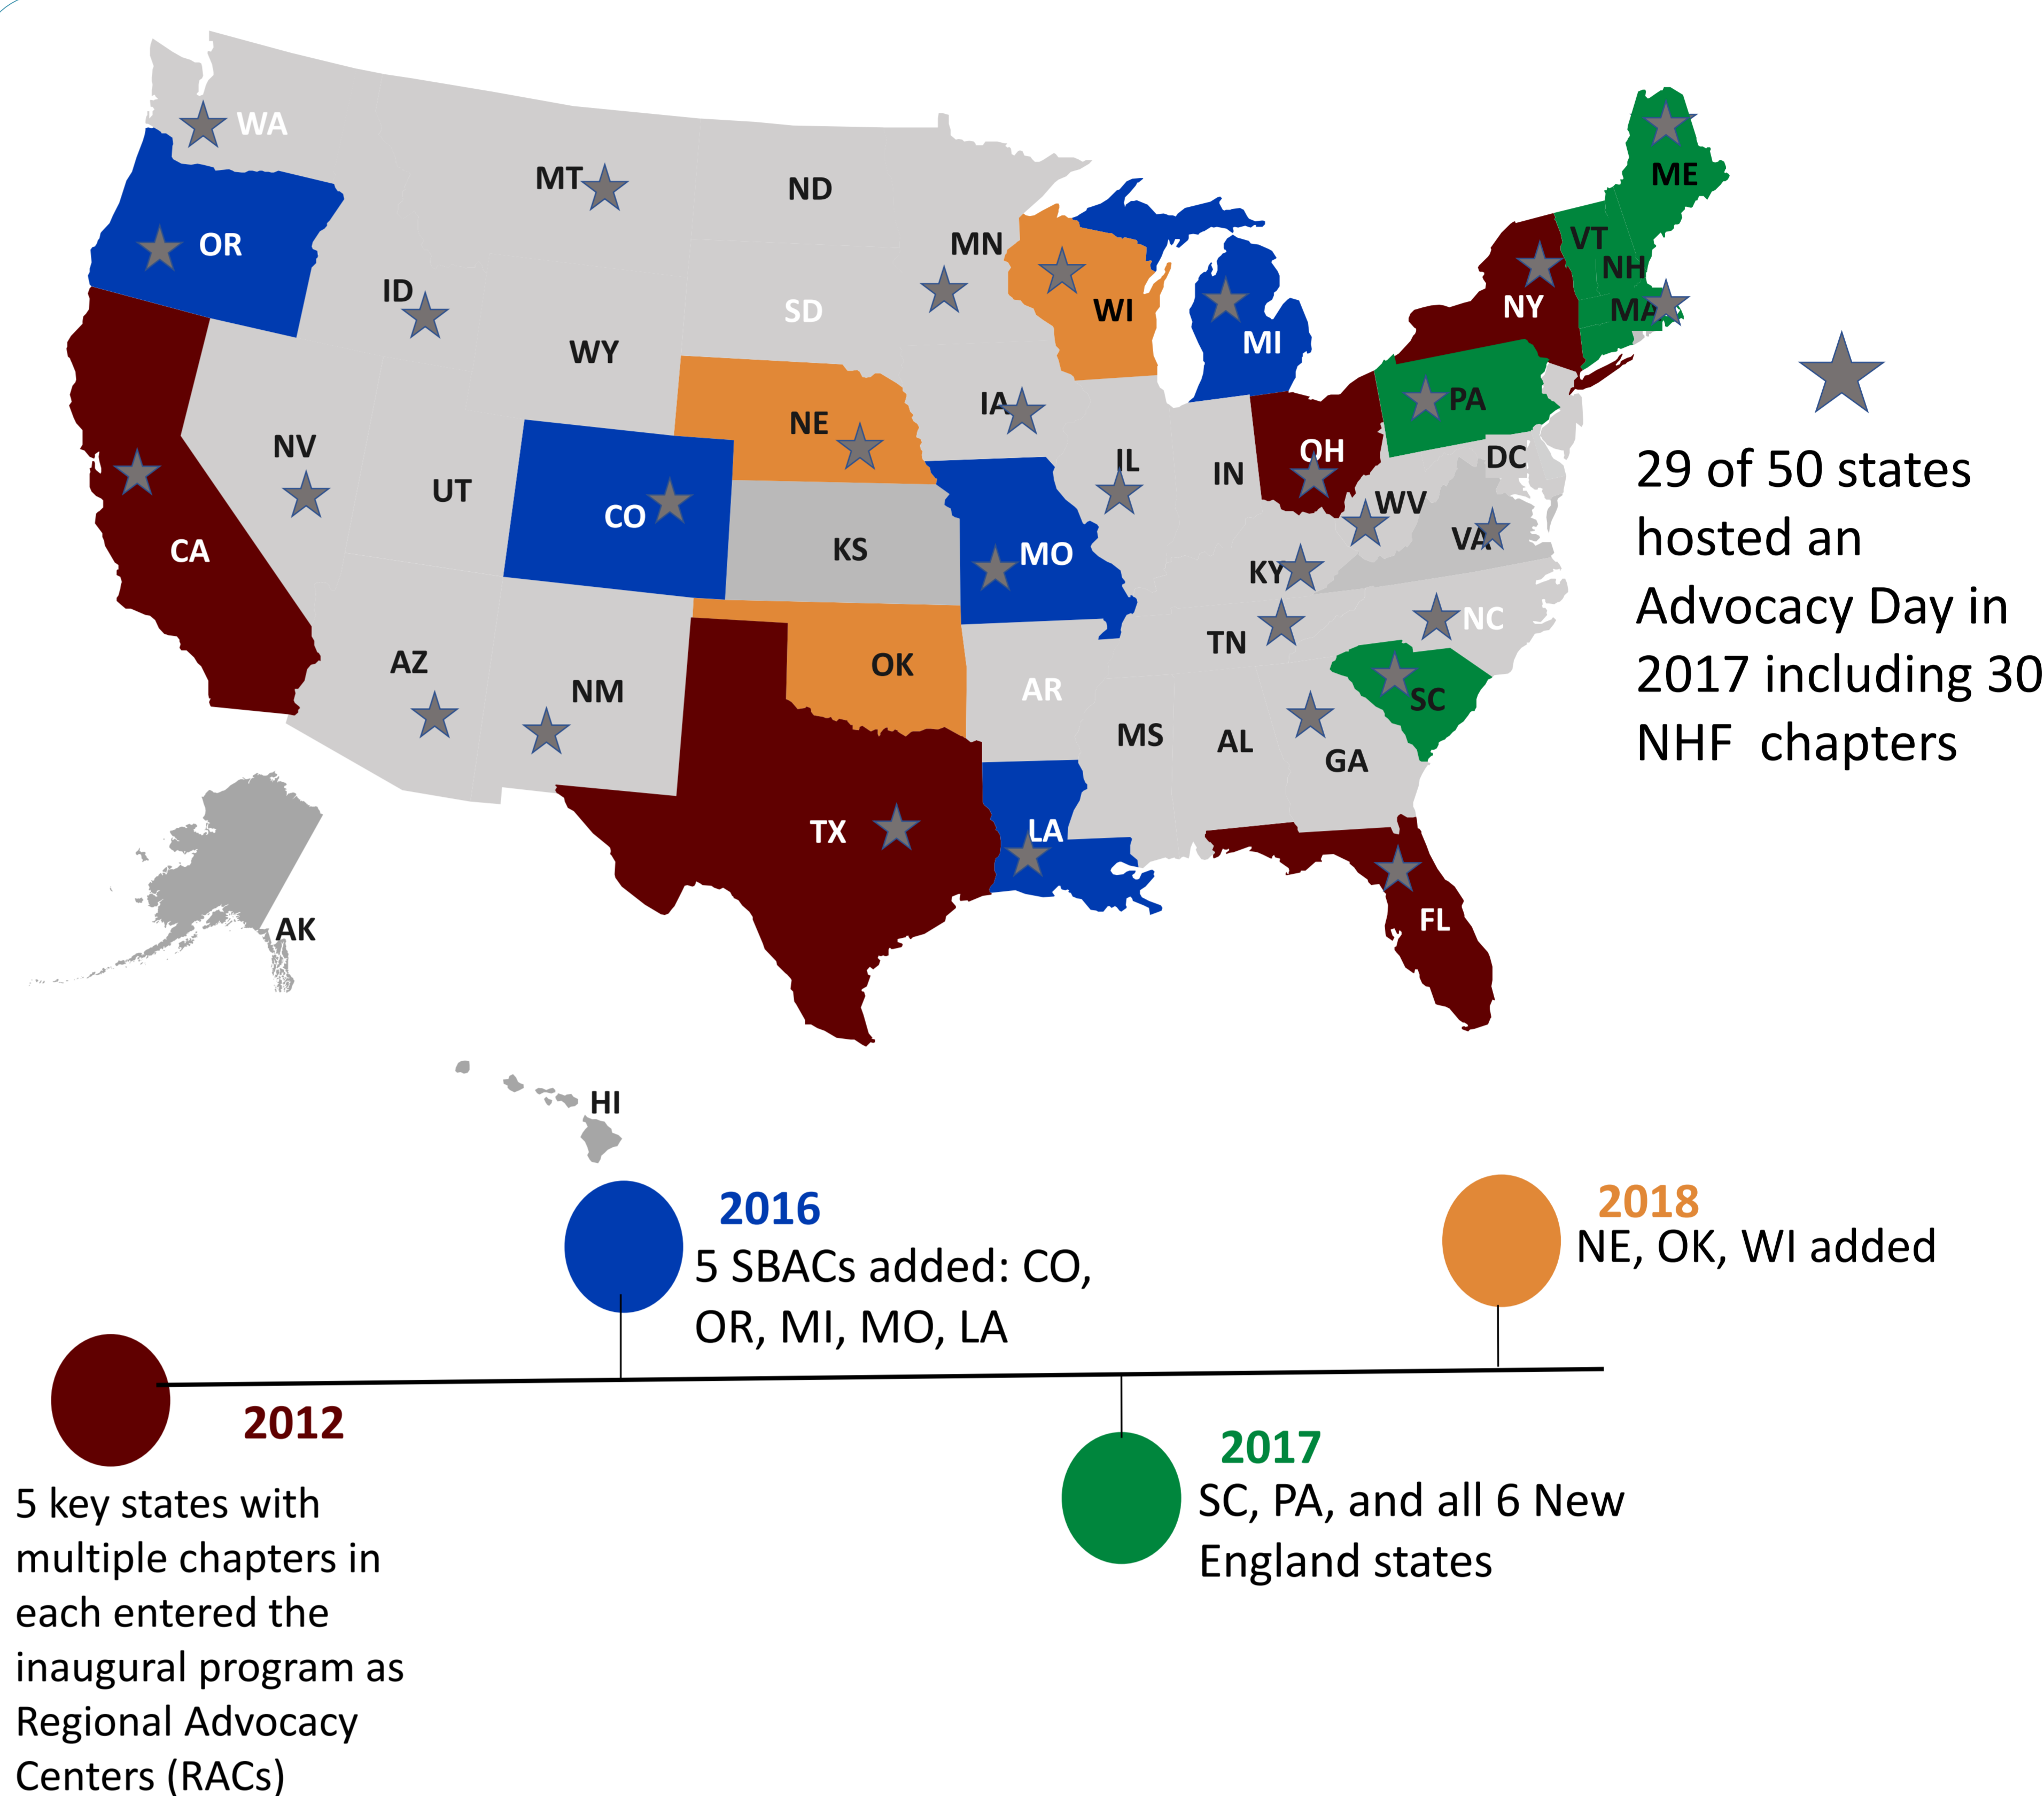 WA
MT
ND
ME
OR
MN
VT
NH
ID
SD
WI
NY
MA
MI
WY
IA
PA
NE
NV
UT
IL
IN
OH
DC
CO
WV
CA
KS
MO
KY
VA
TN
NC
AZ
NM
OK
AR
SC
MS
AL
GA
TX
LA
FL
AK
HI
29 of 50 states
hosted an
Advocacy Day in
2017 including 30
NHF chapters
2012
5 key states with
multiple chapters in
each entered the
inaugural program as
Regional Advocacy
Centers (RACs)
2016
5 SBACs added: CO,
OR, MI, MO, LA
2017
SC, PA, and all 6 New
England states
2018
NE, OK, WI added